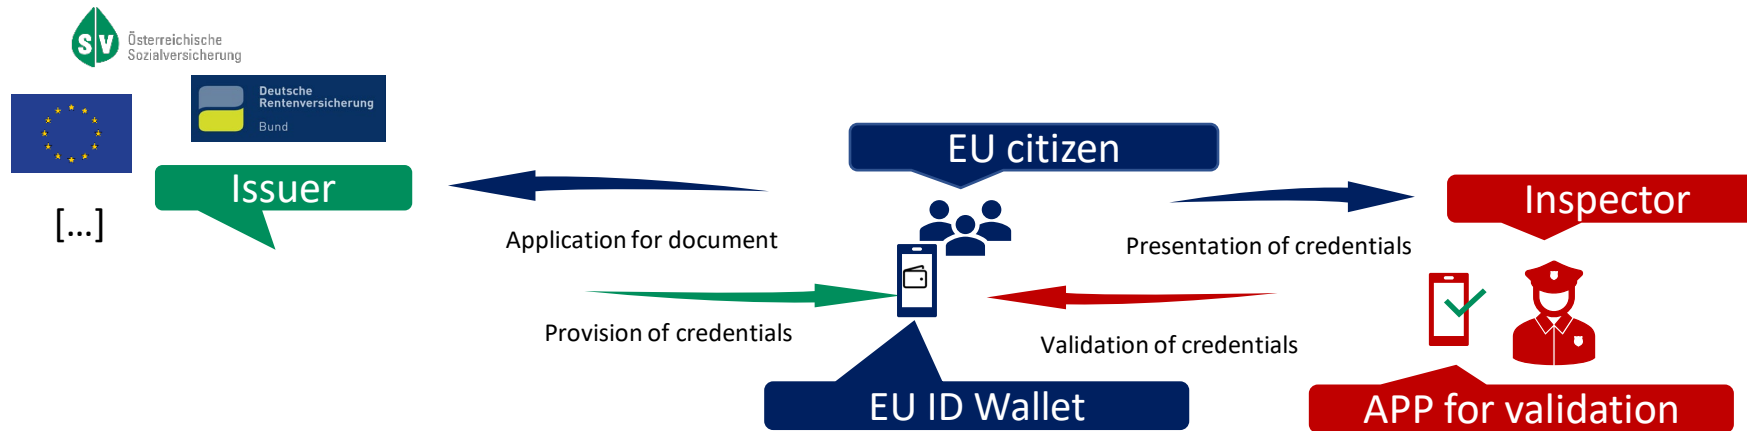 SV
Österreichische
Sozialversicherung
Deutsche
Rentenversicherung
Bund
Issuer
[...]
EU citizen
Inspector
Application for document
Presentation of credentials
Provision of credentials
Validation of credentials
EU ID Wallet
APP for validation